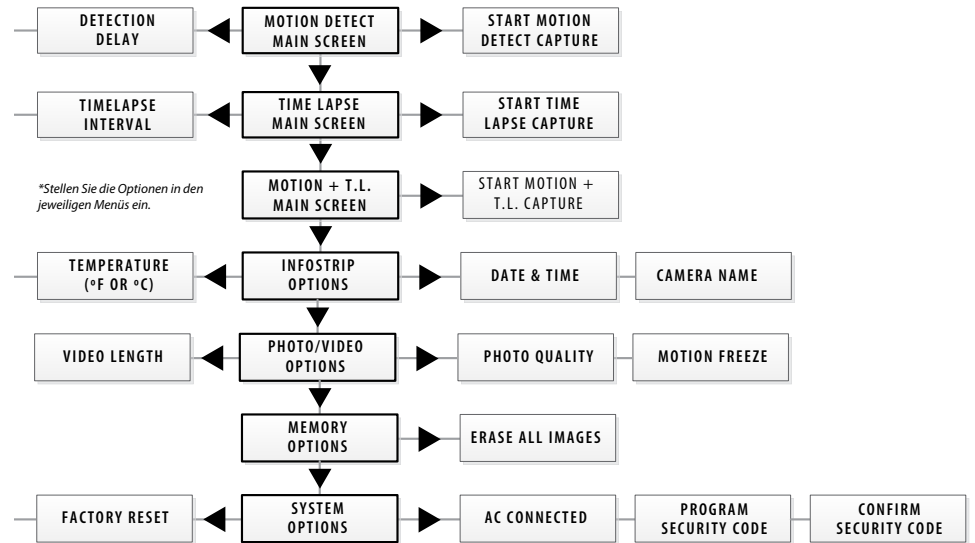 DETECTION
DELAY
MOTION DETECT
MAIN SCREEN
START MOTION
DETECT CAPTURE
TIMELAPSE
INTERVAL
TIME LAPSE
MAIN SCREEN
START TIME
LAPSE CAPTURE
*Stellen Sie die Optionen in den
jeweiligen Menüs ein.
MOTION + T.L.
MAIN SCREEN
START MOTION +
T.L. CAPTURE
TEMPERATURE
(ºF OR ºC)
INFOSTRIP
OPTIONS
DATE & TIME
CAMERA NAME
VIDEO LENGTH
PHOTO/VIDEO
OPTIONS
PHOTO QUALITY
MOTION FREEZE
MEMORY
OPTIONS
ERASE ALL IMAGES
FACTORY RESET
SYSTEM
OPTIONS
AC CONNECTED
PROGRAM
SECURITY CODE
CONFIRM
SECURITY CODE